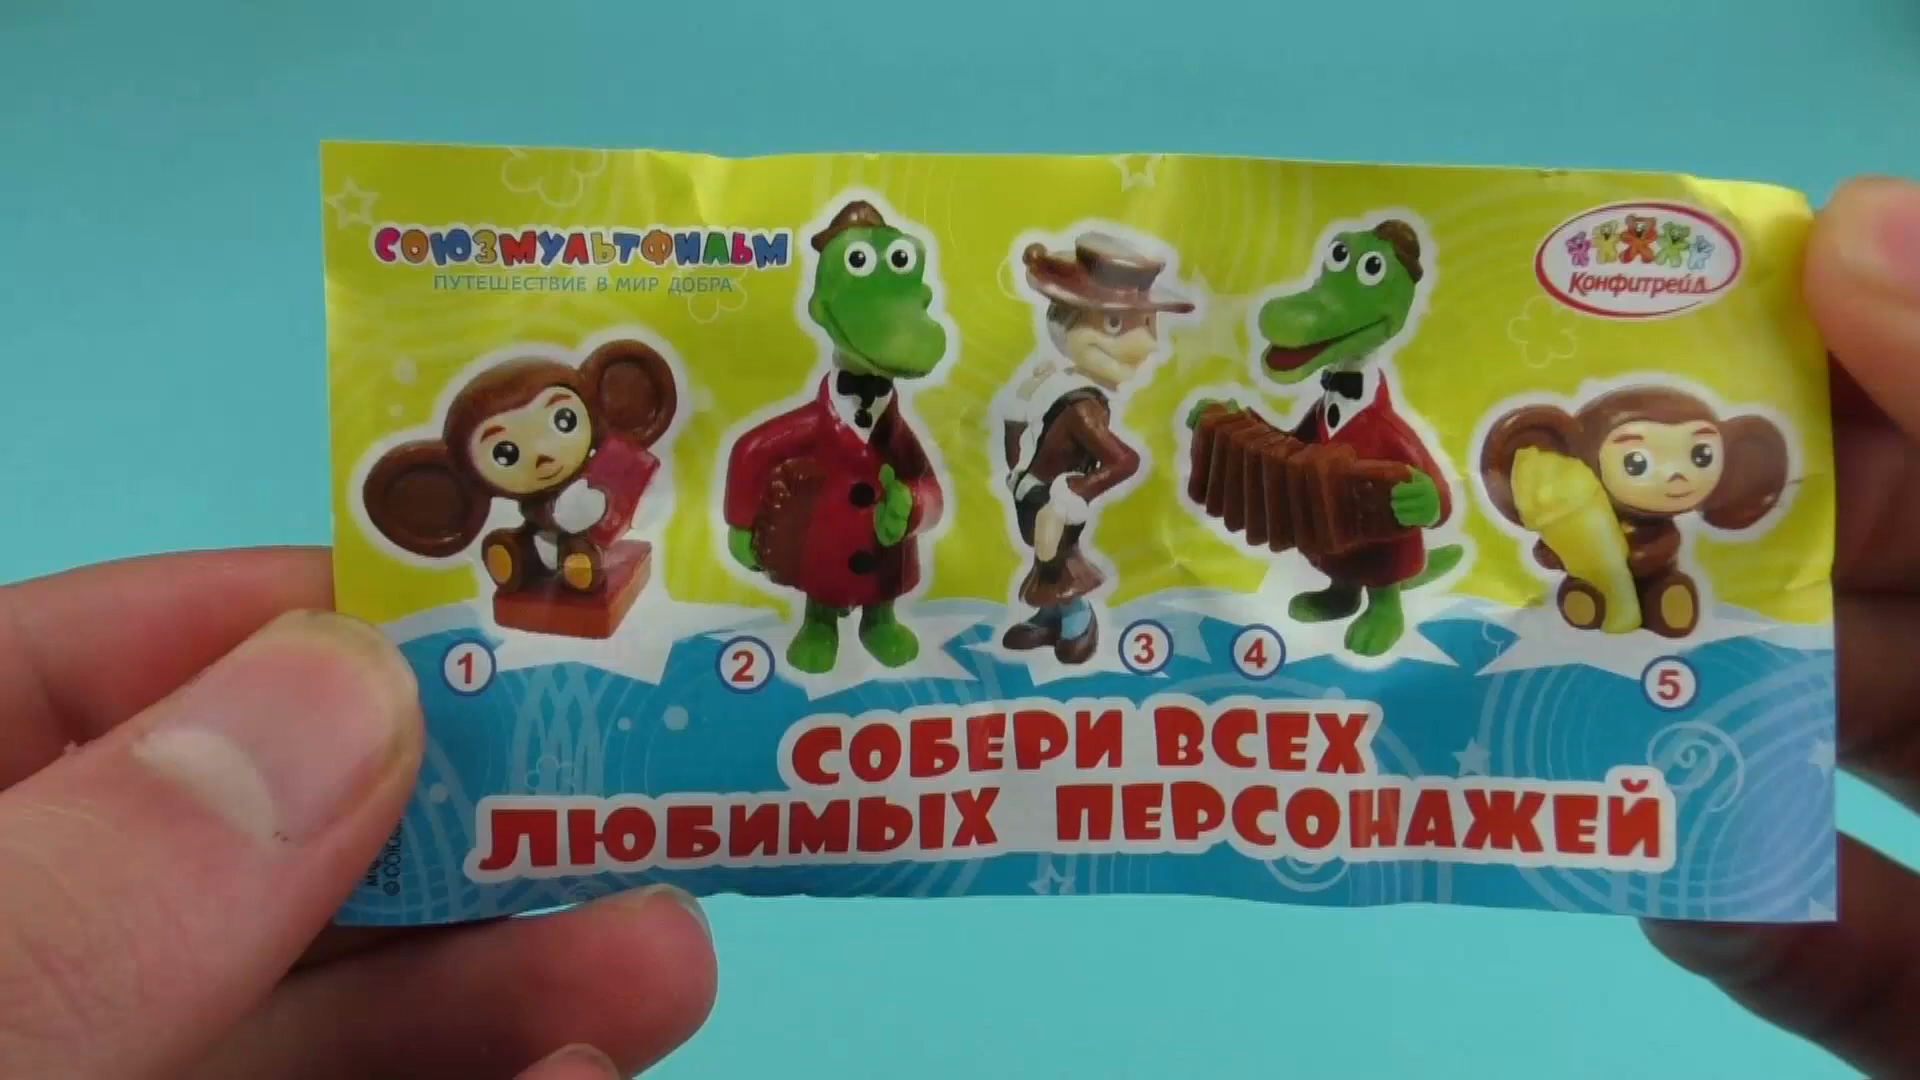 СОЮЗМУЛЬТФИЛЬМ
ПУТЕШЕСТВИЕ В МИР ДОБРА
Конфитрейд
1
2
3
4
5
СОБЕРИ ВСЕХ
ЛЮБИМЫХ ПЕРСОНАЖЕЙ